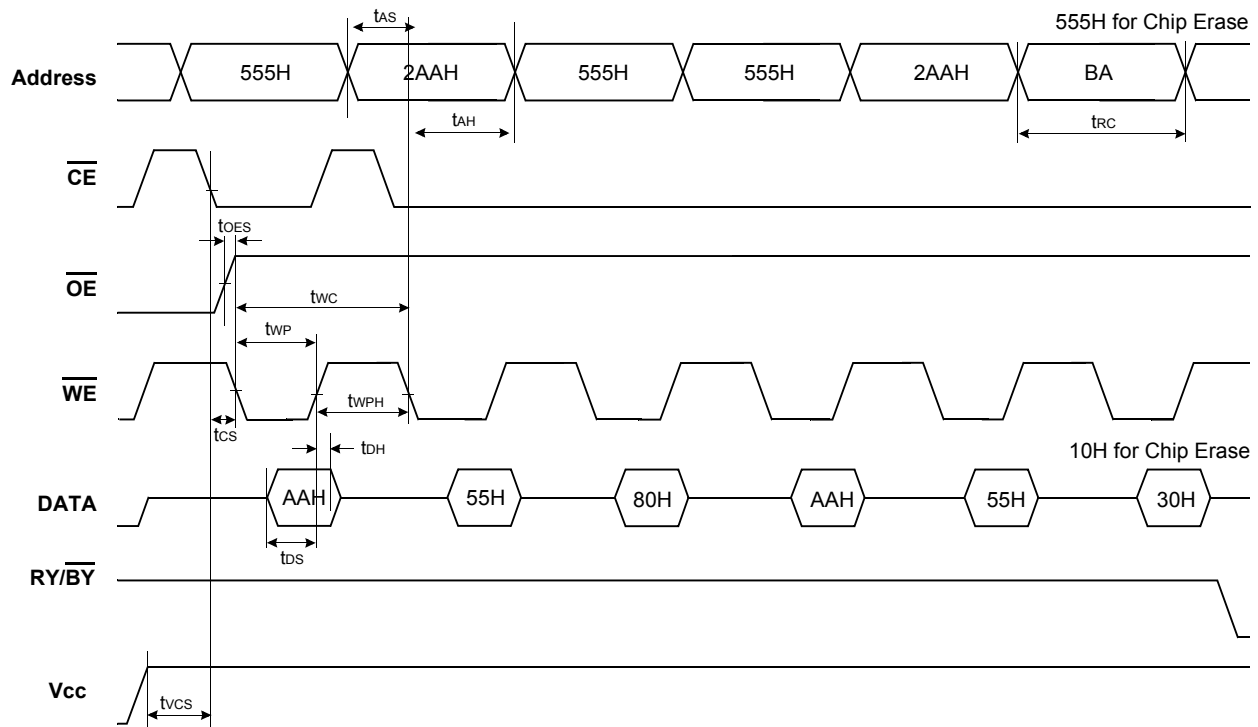 tAS
555H for Chip Erase
Address 555H 2AAH 555H 555H 2AAH BA
tAH tRC
CE
tOES
OE
tWC
tWP
WE
tCS tWPH
tDH
10H for Chip Erase
DATA AAH 55H 80H AAH 55H 30H
tDS
RY/BY
Vcc
tVCS